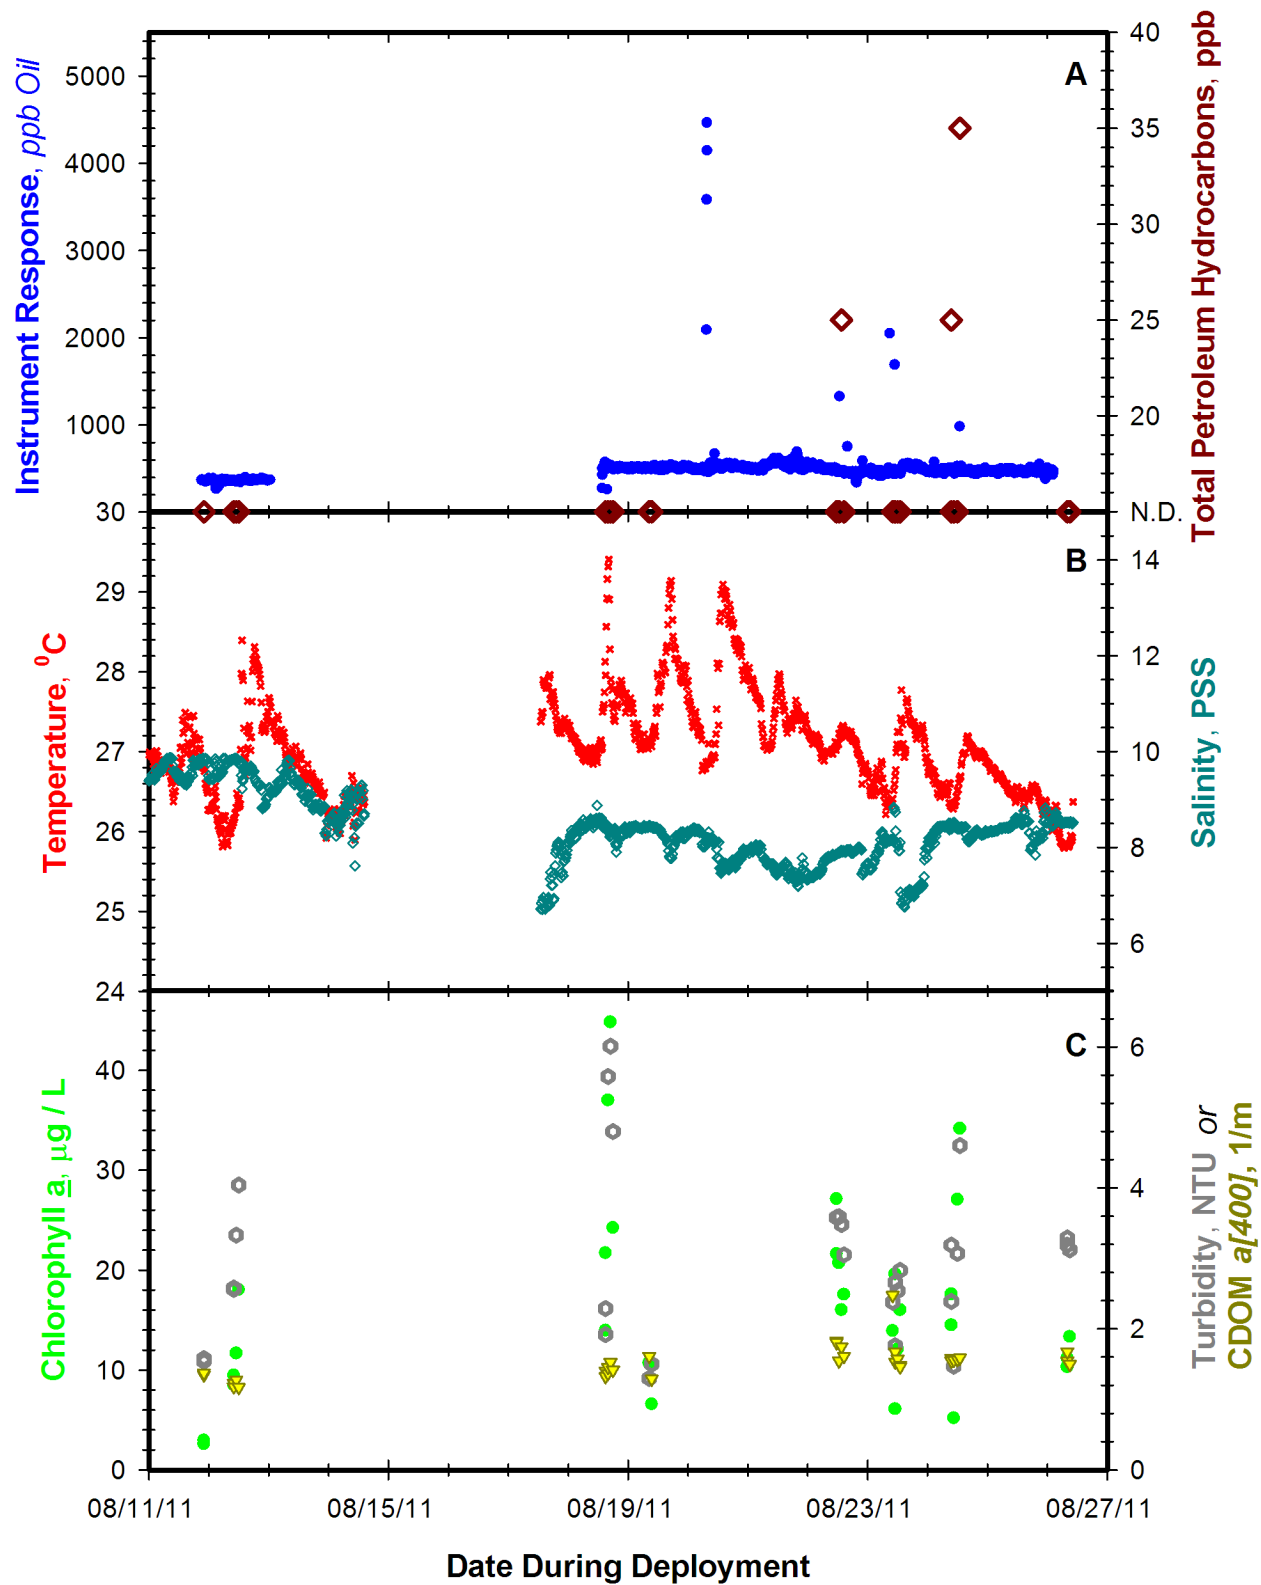 A
Instrument Response, ppb Oil
5000
4000
3000
2000
1000
Total Petroleum Hydrocarbons, ppb
40
35
30
25
20
N.D.
B
Temperature, 0C
30
29
28
27
26
25
24
Salinity, PSS
14
12
10
8
6
C
Chlorophyll a, µg / L
40
30
20
10
0
Turbidity, NTU or
CDOM a[400], 1/m
6
4
2
0
08/11/11 08/15/11 08/19/11 08/23/11 08/27/11
Date During Deployment